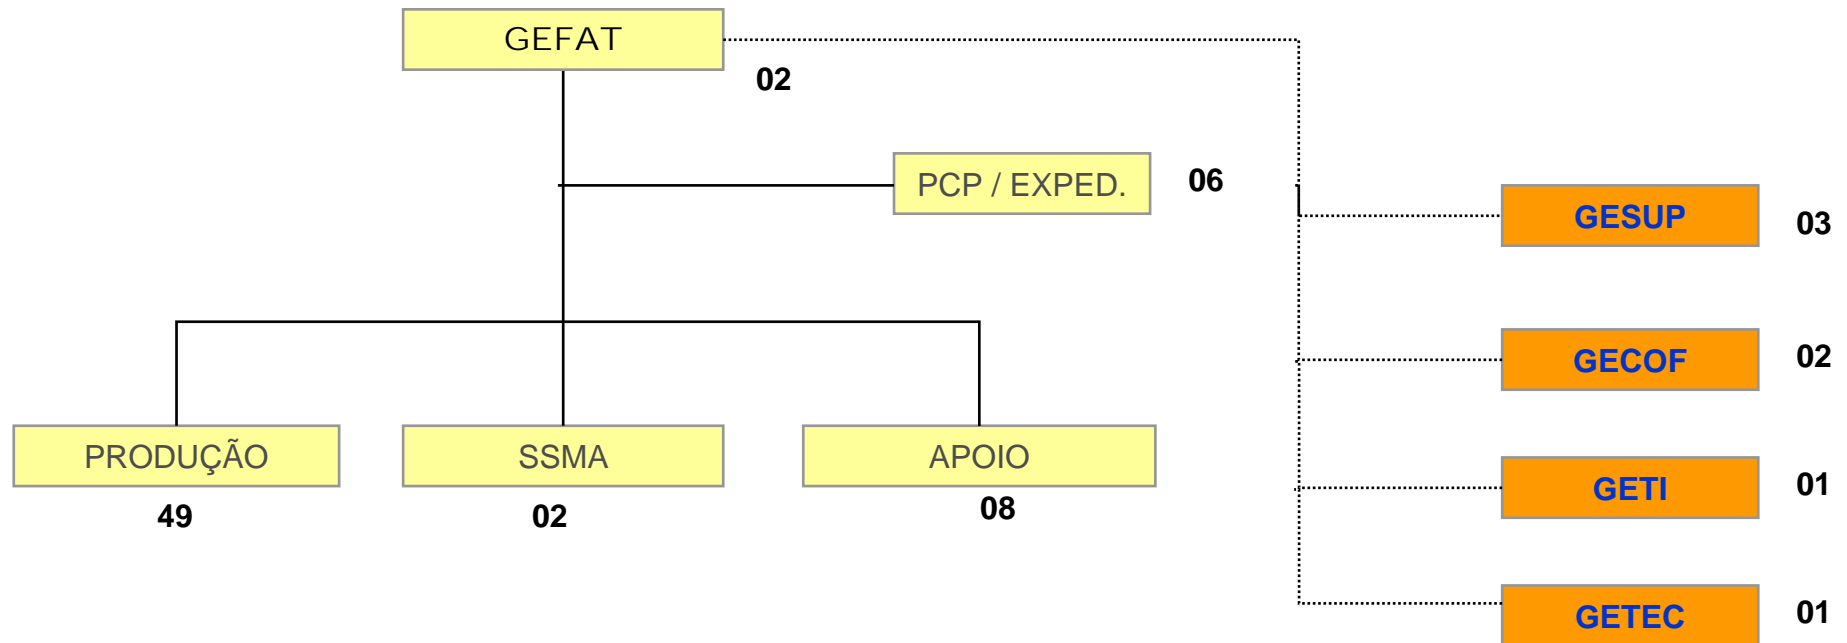 GEFAT
02
PCP / EXPED.
06
GESUP
03
GECOF
02
PRODUÇÃO
49
SSMA
02
APOIO
08
GETI
01
GETEC
01